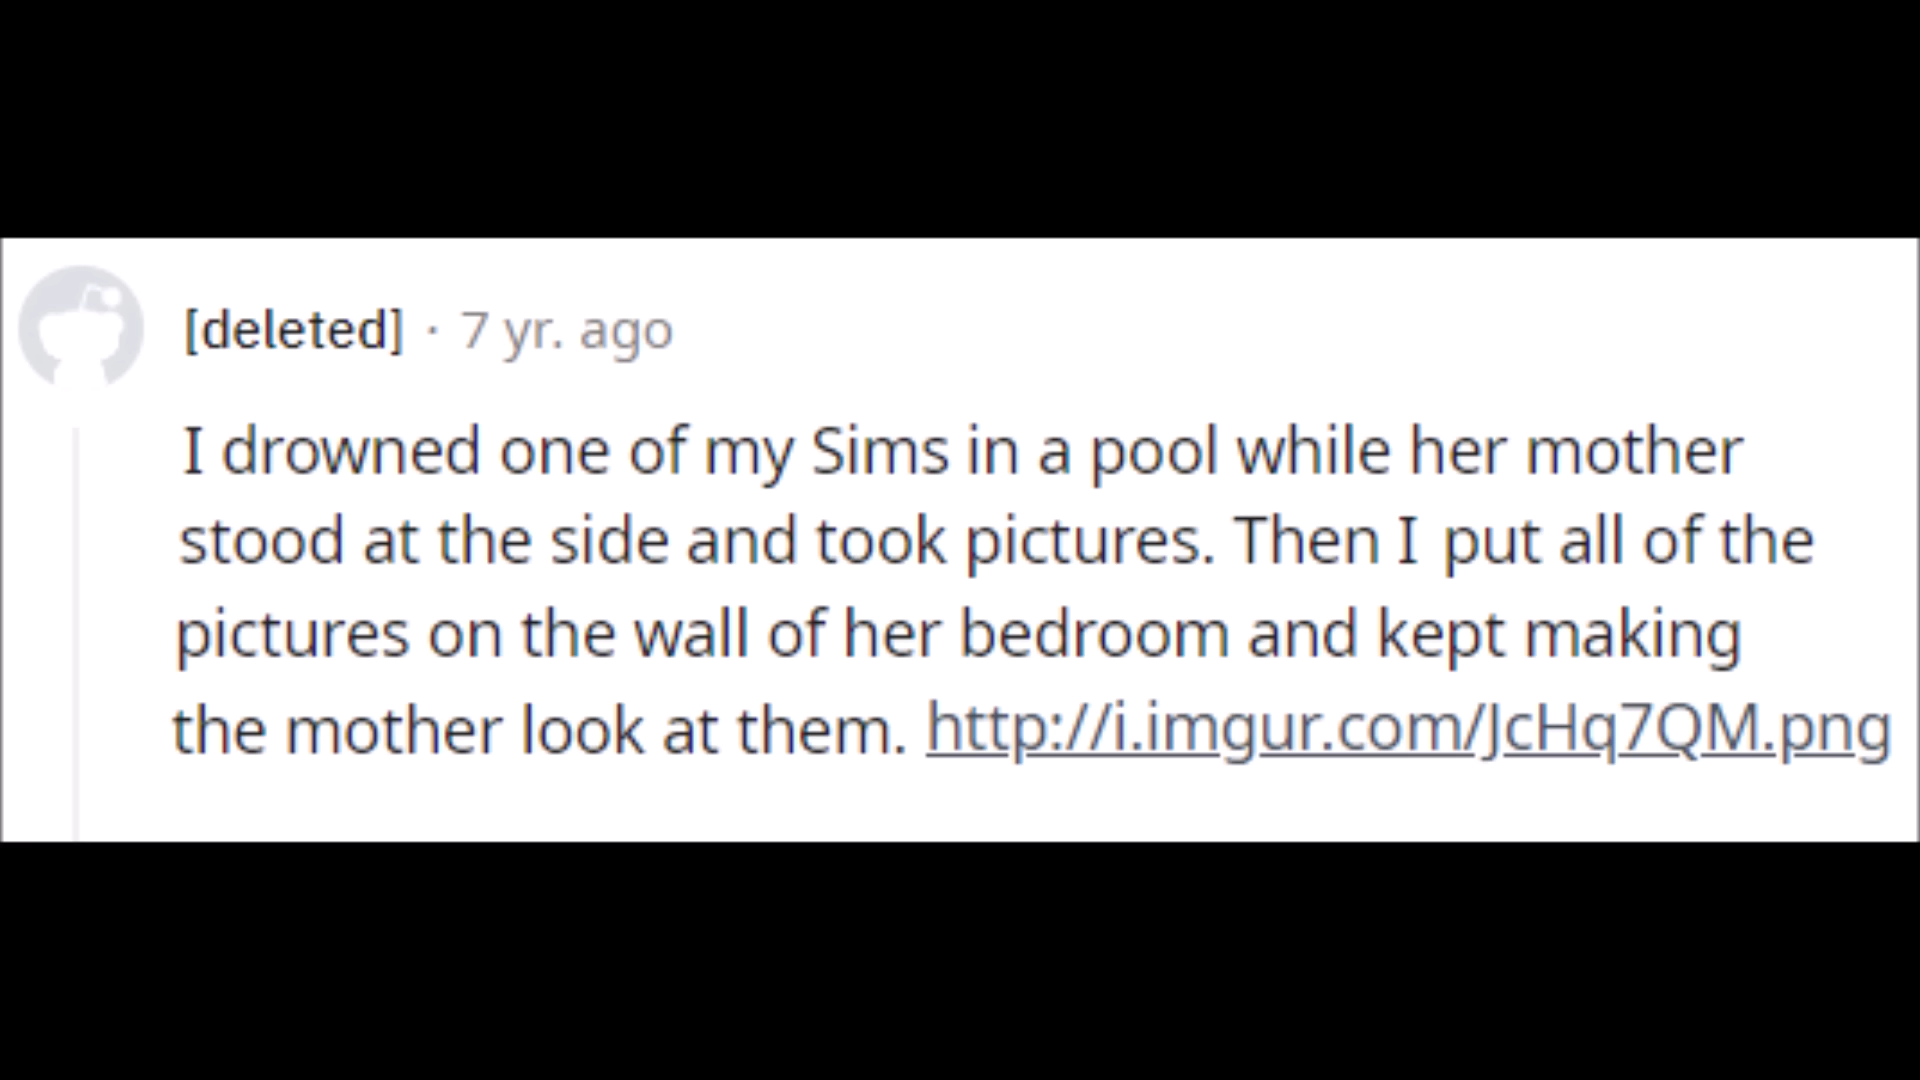 [deleted] · 7 yr. ago
I drowned one of my Sims in a pool while her mother
stood at the side and took pictures. Then I put all of the
pictures on the wall of her bedroom and kept making
the mother look at them. http://i.imgur.com/JcHq7QM.png